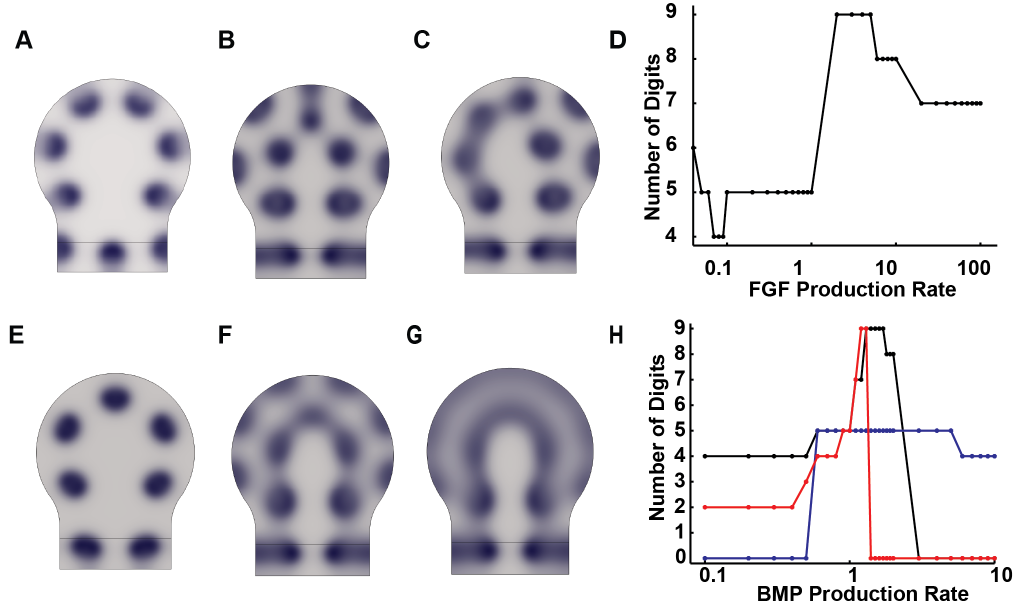 A
B
C
D
Number of Digits
9
8
7
6
5
4
0.1
1
10
100
FGF Production Rate
E
F
G
H
Number of Digits
9
8
7
6
5
4
3
2
1
0
0.1
1
10
BMP Production Rate